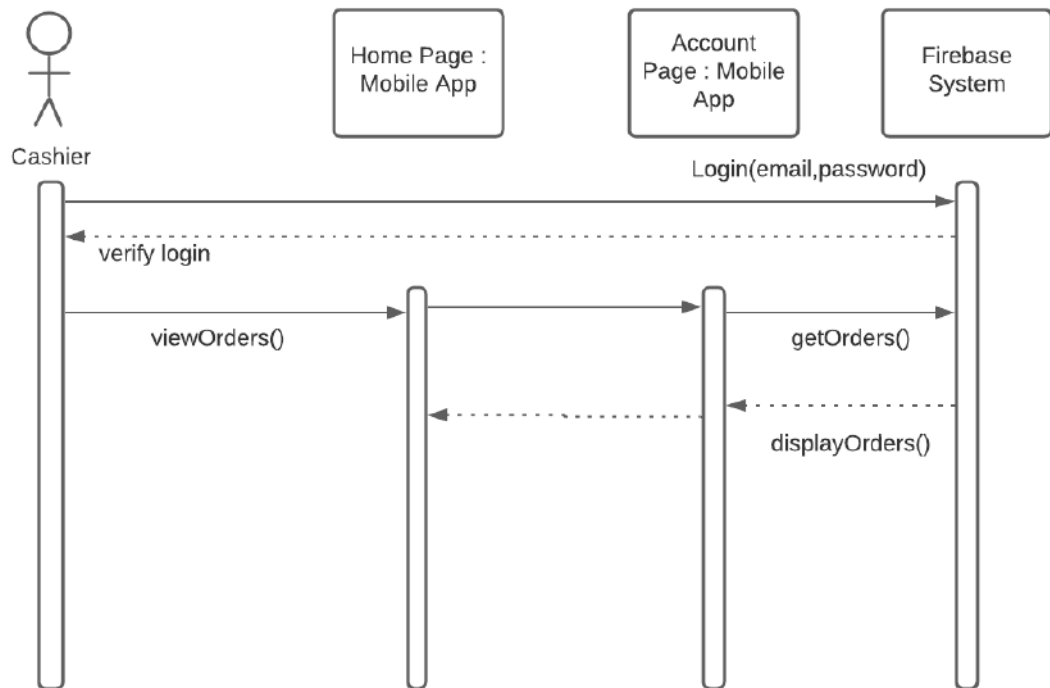 Home Page :
Mobile App
Account
Page : Mobile
App
Firebase
System
Cashier
Login(email,password)
verify login
viewOrders()
getOrders()
displayOrders()